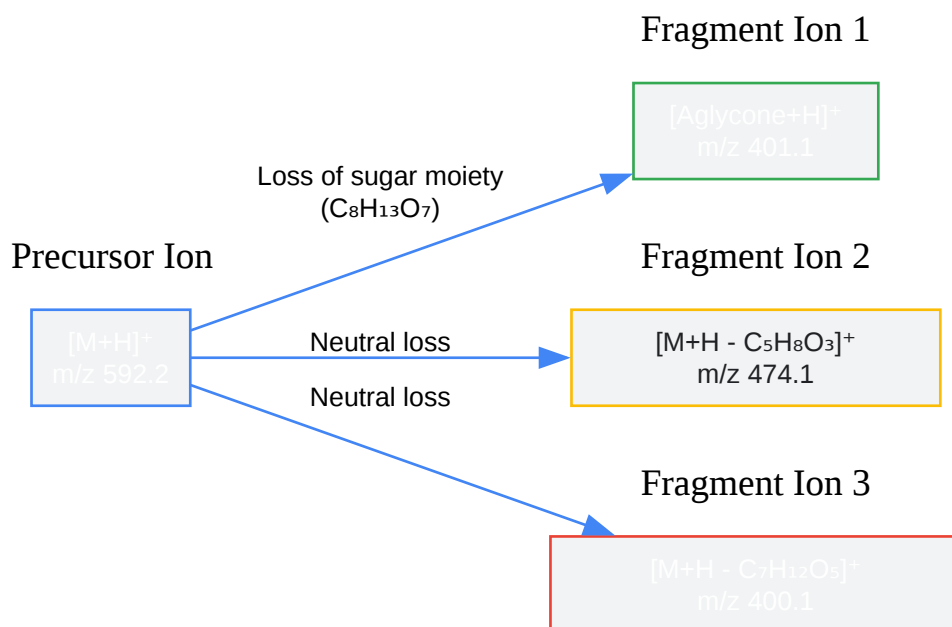 Fragment Ion 1
[Aglycone+H]⁺
m/z 401.1
Loss of sugar moiety
(C₈H₁₃O₇)
Precursor Ion
[M+H]⁺
m/z 592.2
Fragment Ion 2
Neutral loss
[M+H - C₅H₈O₃]⁺
m/z 474.1
Neutral loss
Fragment Ion 3
[M+H - C₇H₁₂O₅]⁺
m/z 400.1